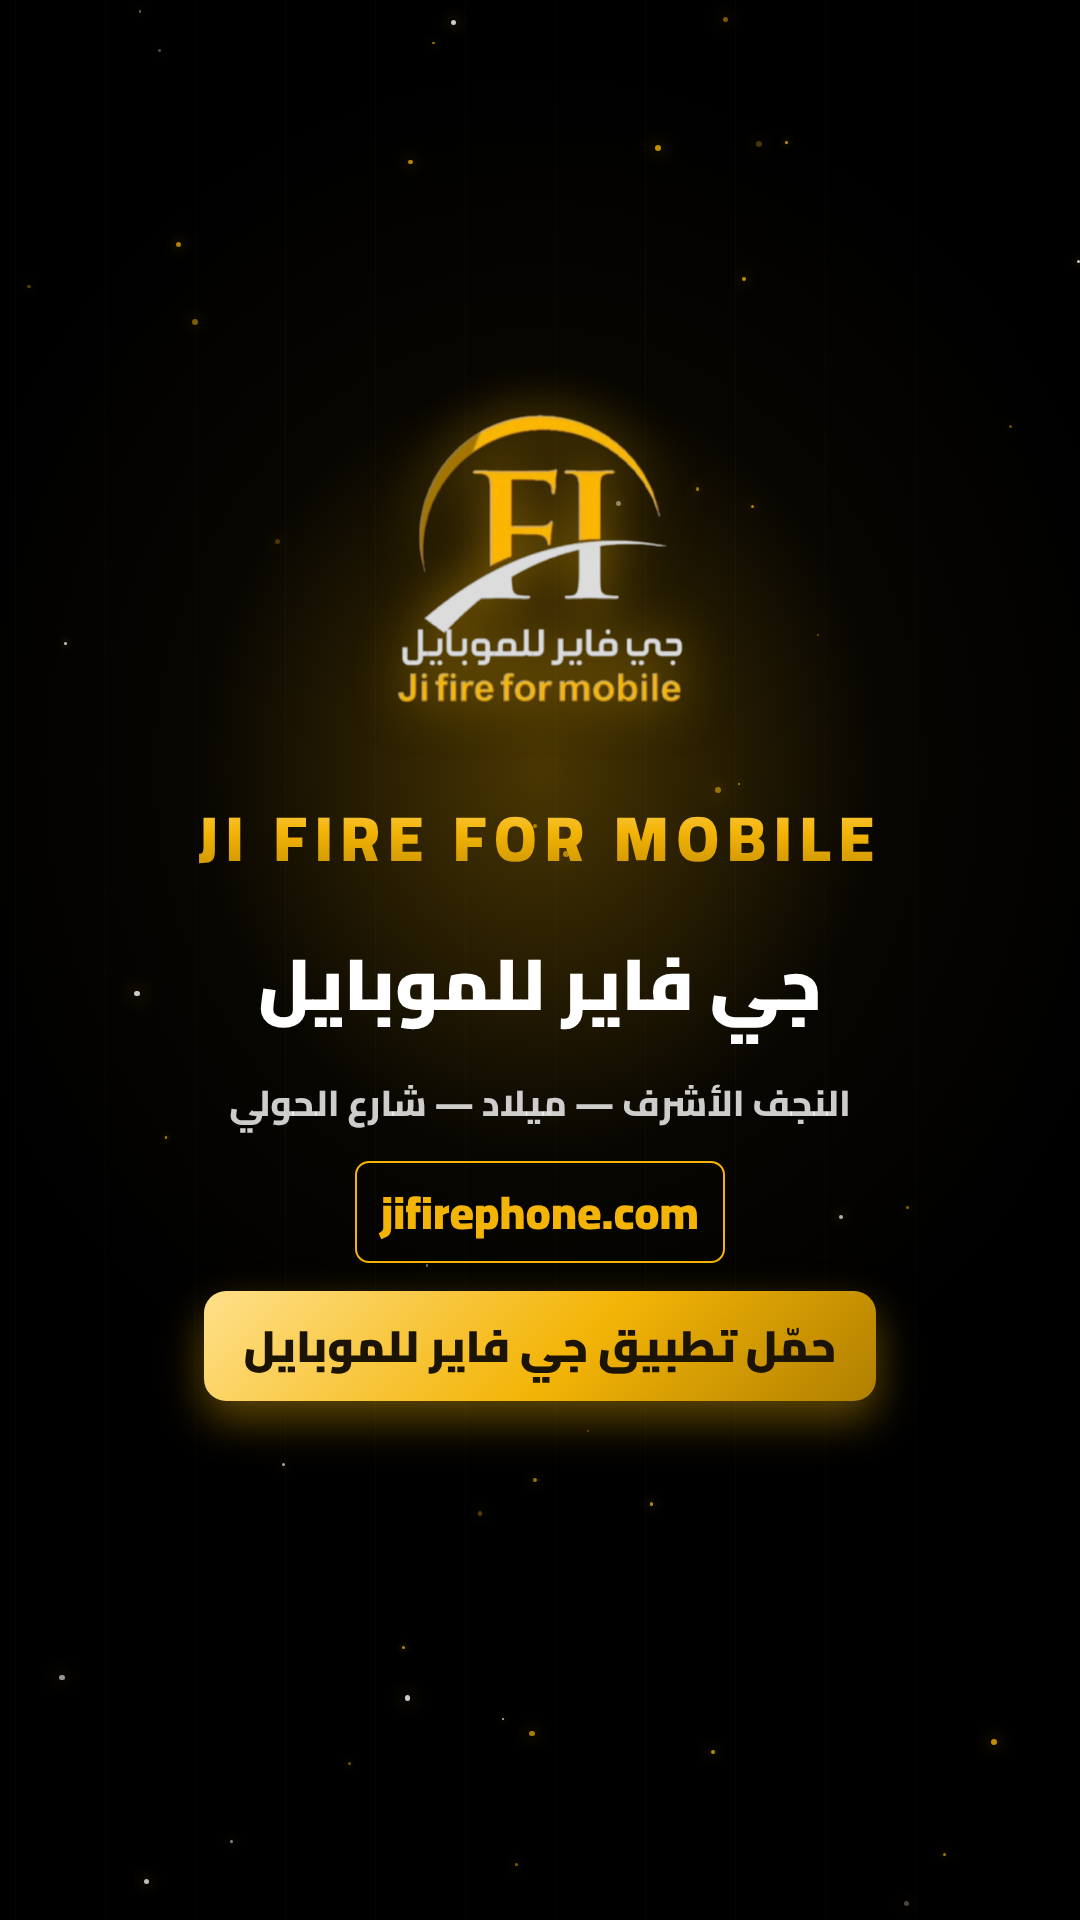 FI
جي فاير للموبايل
Ji fire for mobile
JI FIRE FOR MOBILE
جي فاير للموبايل
النجف الأشرف — ميلاد — شارع الحولي
jifirephone.com
حمّل تطبيق جي فاير للموبايل